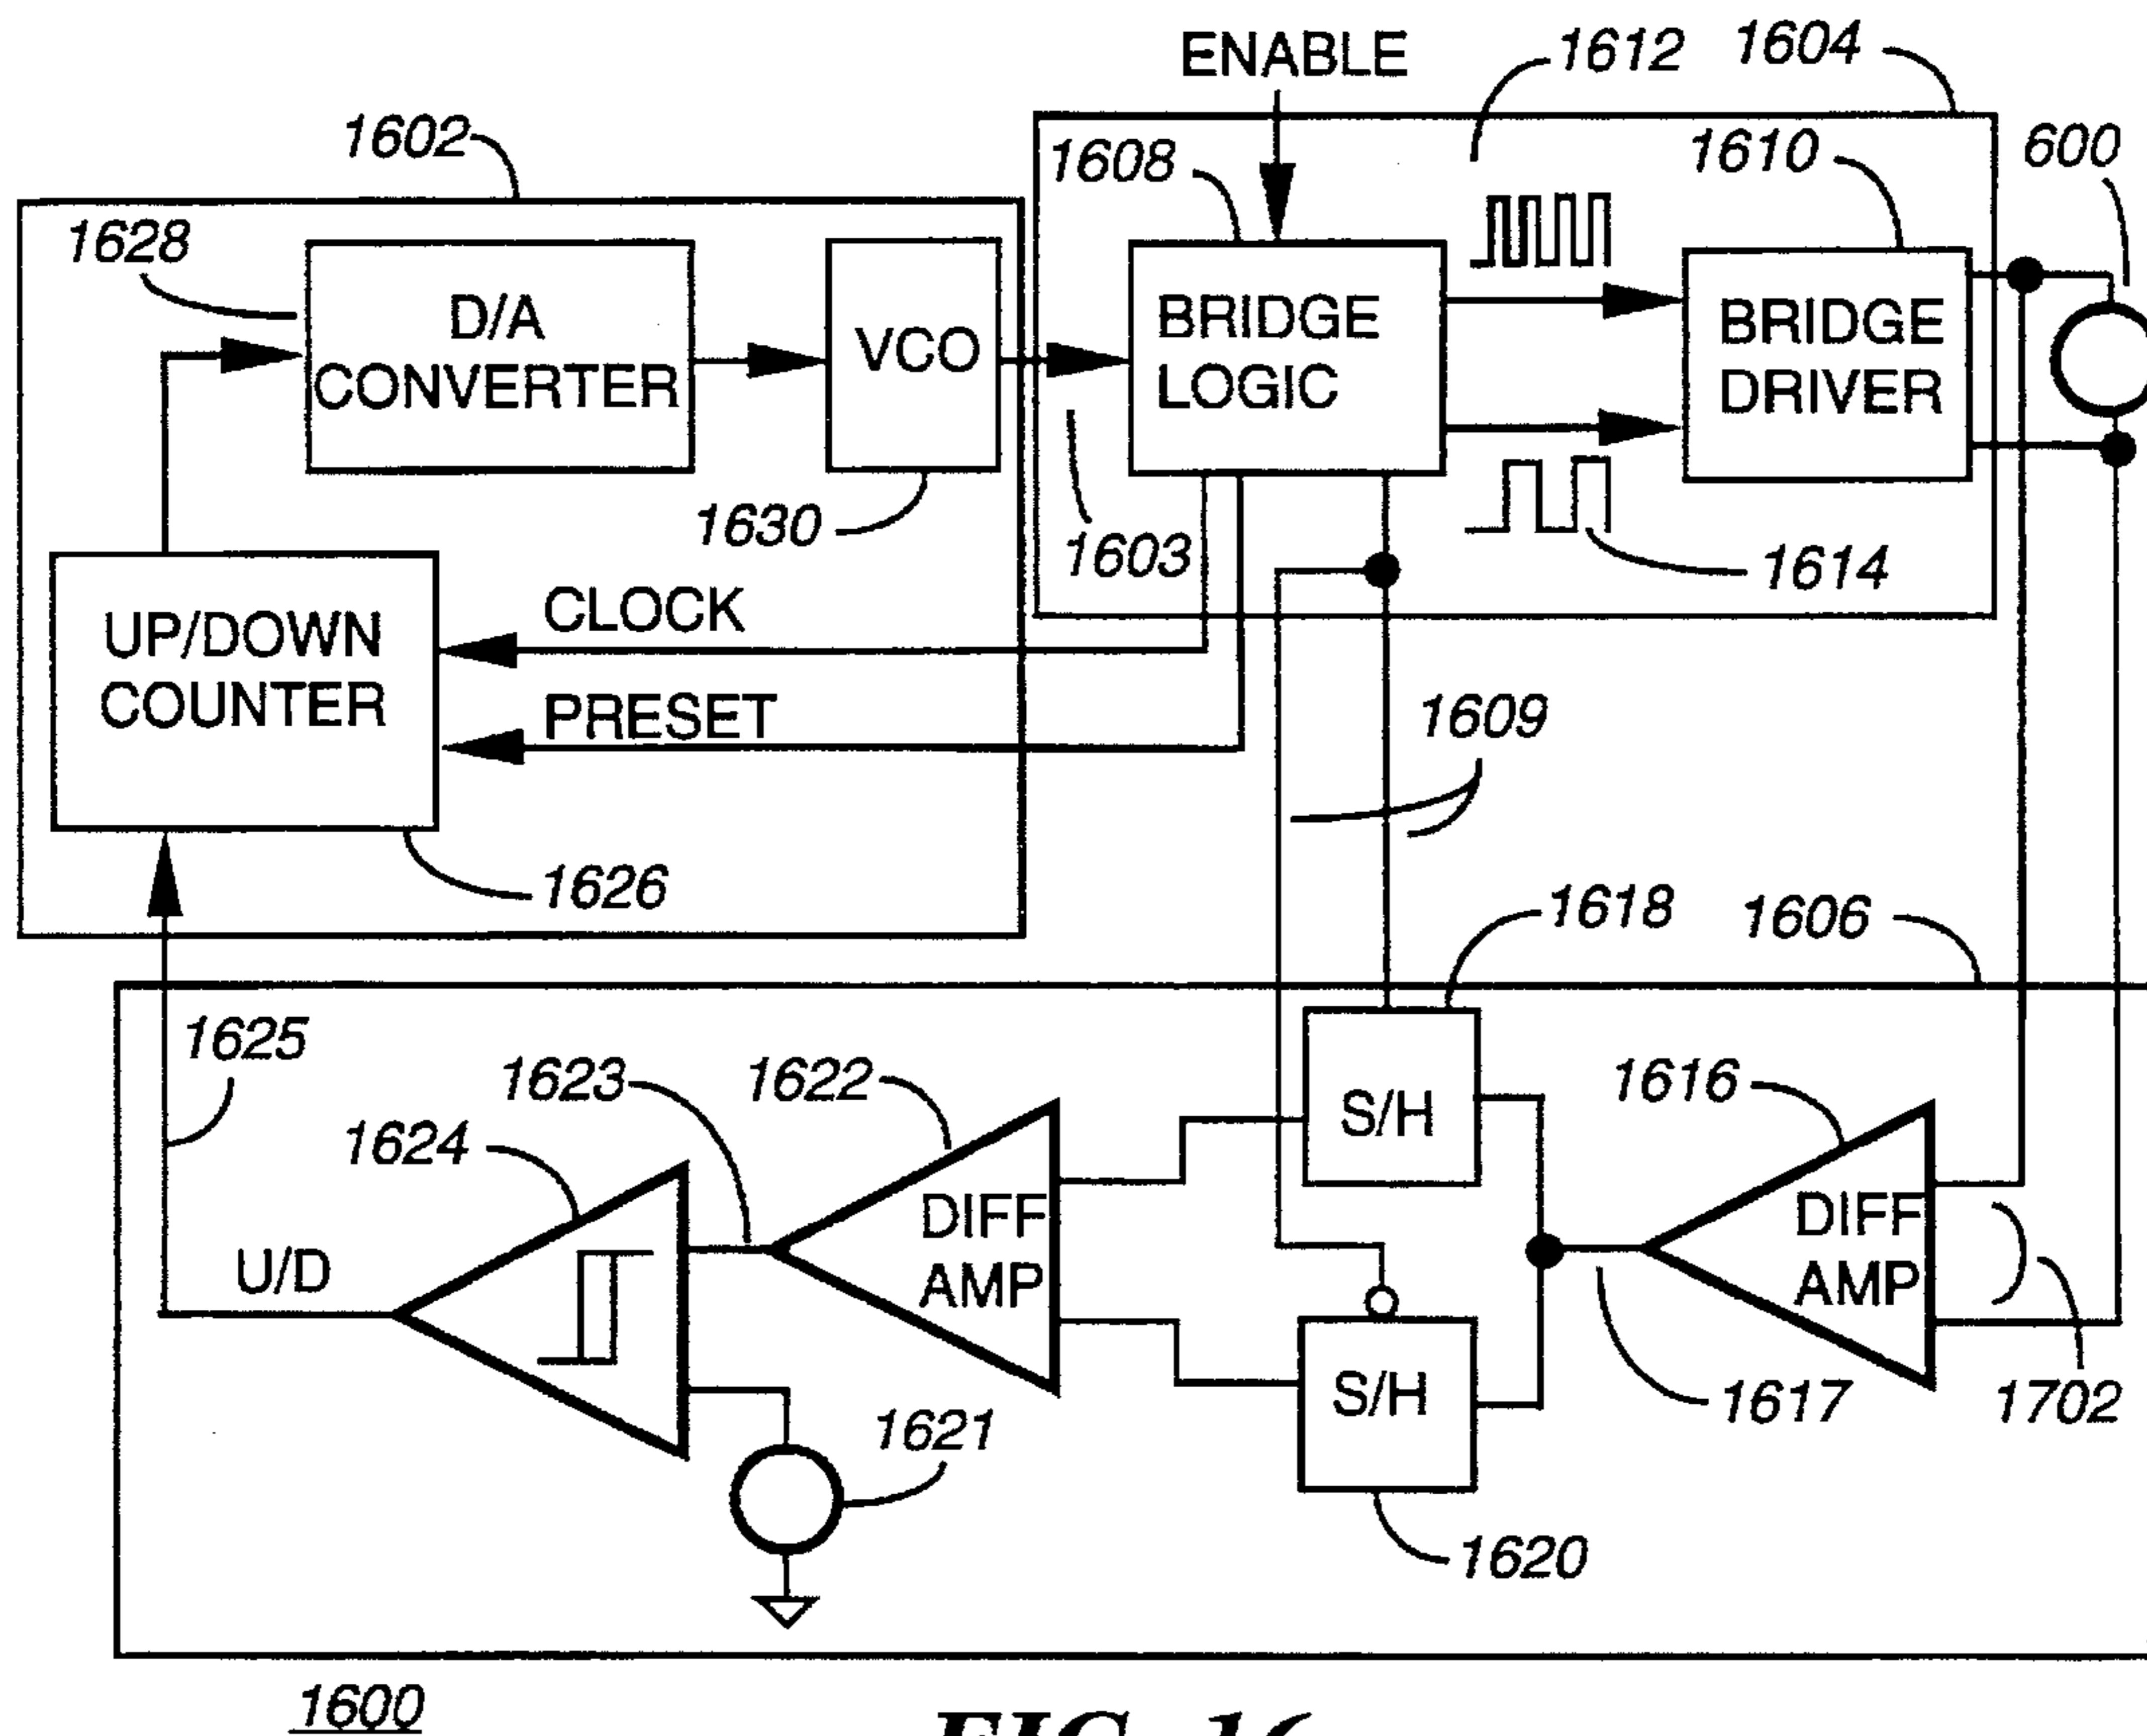 ENABLE
1612
1604
1602
1608
1610
600
1628
D/A
CONVERTER
VCO
BRIDGE
LOGIC
BRIDGE
DRIVER
1630
1603
1614
UP/DOWN
COUNTER
CLOCK
PRESET
1609
1626
1618
1606
1625
1623
1622
S/H
1616
1624
DIFF
AMP
DIFF
AMP
U/D
S/H
1617
1702
1621
1620
1600
FIG. 16